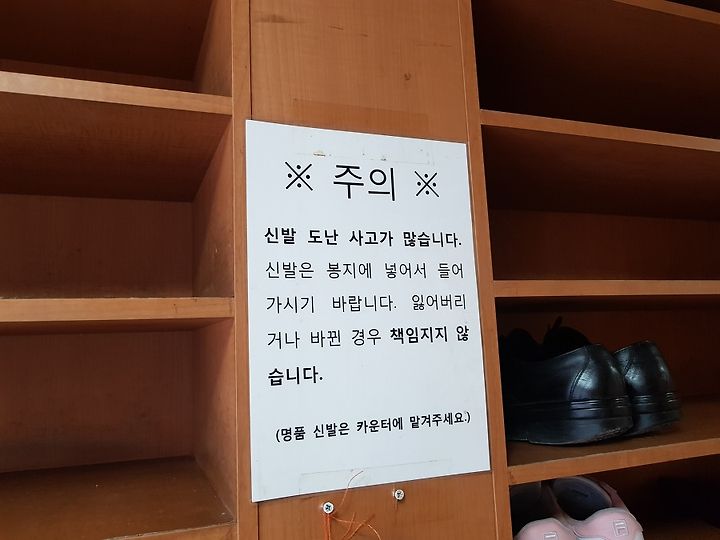 ※ 주의 ※
신발 도난 사고가 많습니다.
신발은 봉지에 넣어서 들어
가시기 바랍니다. 잃어버리
거나 바뀐 경우 책임지지 않
습니다.
(명품 신발은 카운터에 맡겨주세요.)